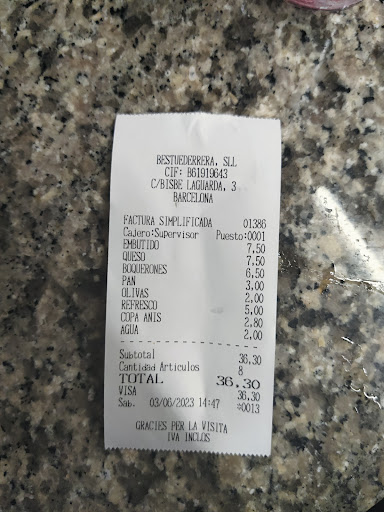 BESTUEDERRERA, SLL
CIF: B61919643
C/BISBE LAGUARDA, 3
BARCELONA
FACTURA SIMPLIFICADA 01386
Cajero:Supervisor Puesto:0001
EMBUTIDO 7,50
QUESO 7,50
BOQUERONES 6,50
PAN 3,00
OLIVAS 2,00
REFRESCO 5,00
COPA ANIS 2,80
AGUA 2,00
Subtotal 36,30
Cantidad Articulos 8
TOTAL 36,30
VISA 36,30
Sab. 03/06/2023 14:47 $0013
GRACIES PER LA VISITA
IVA INCLOS